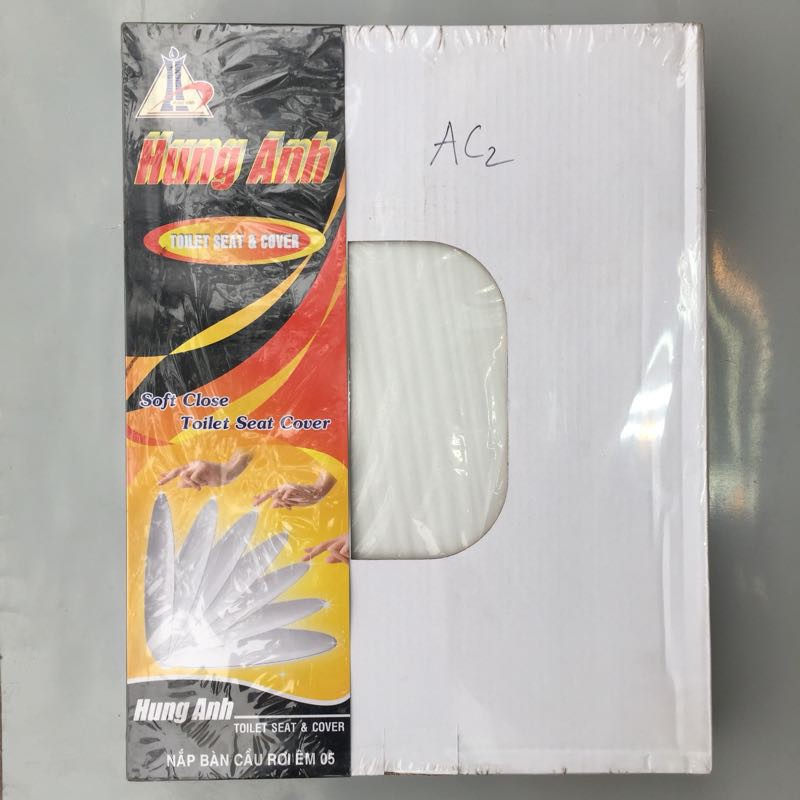 Hung Anh
TOILET SEAT & COVER
AC2
Soft Close
Toilet Seat Cover
Hung Anh
TOILET SEAT & COVER
NẮP BÀN CẦU RƠI ÊM 05